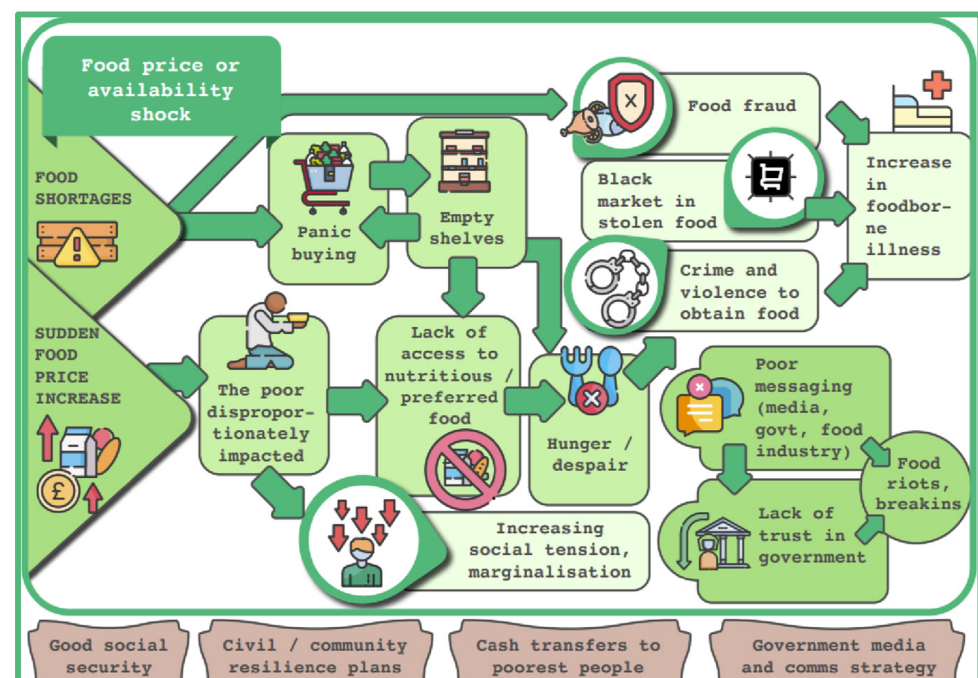 Food price or
availability
shock
FOOD
SHORTAGES
SUDDEN
FOOD
PRICE
INCREASE
£
Panic
buying
Empty
shelves
X
Food fraud
Black
market in
stolen food
Crime and
violence to
obtain food
Increase
in
foodbor-
ne
illness
The poor
dispropor-
tionately
impacted
Lack of
access to
nutritious /
preferred
food
Hunger /
despair
Increasing
social tension,
marginalisation
Poor
messaging
(media,
govt, food
industry)
Lack of
trust in
government
Food
riots,
breakins
Good social
security
Civil / community
resilience plans
Cash transfers to
poorest people
Government media
and comms strategy